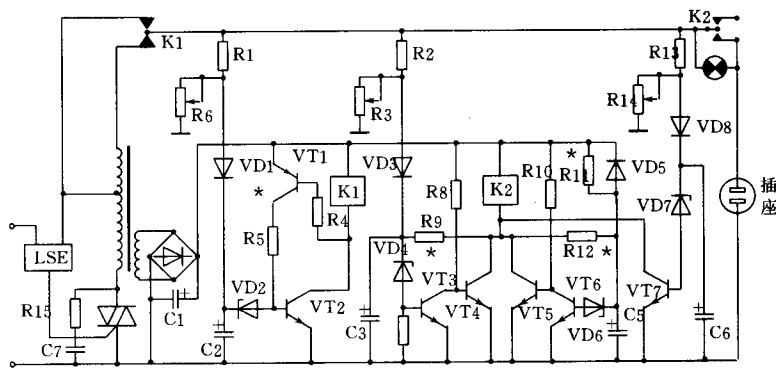 K1
K2
R1
R2
R13
R6
R3
R14
VD8
VD1
VT1
VD3
*
R10
R11
VD5
*
K1
R8
K2
VD7
插座
R4
R9
LSE
R5
VD4
*
R12
*
VD2
VT3
VT6
R15
C1
VT2
VT4
VT5
VT7
VD6
C5
C7
C2
C3
C6
+
+
+
+
+